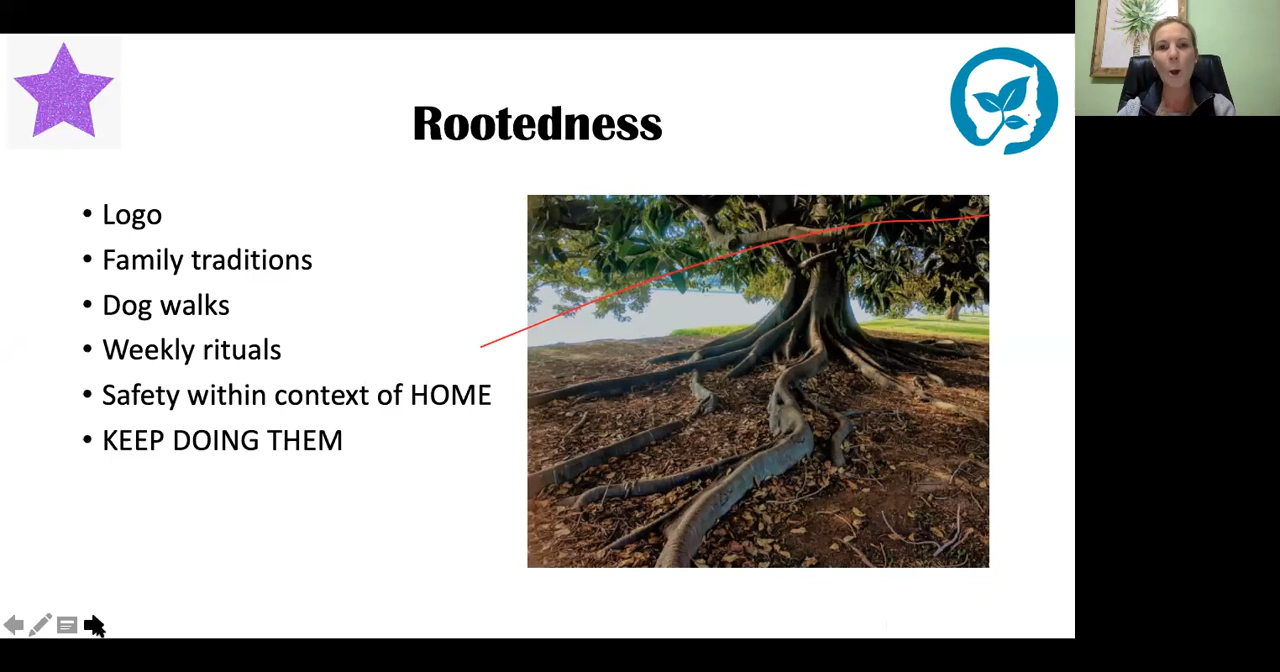 Rootedness
• Logo
• Family traditions
• Dog walks
• Weekly rituals
• Safety within context of HOME
• KEEP DOING THEM